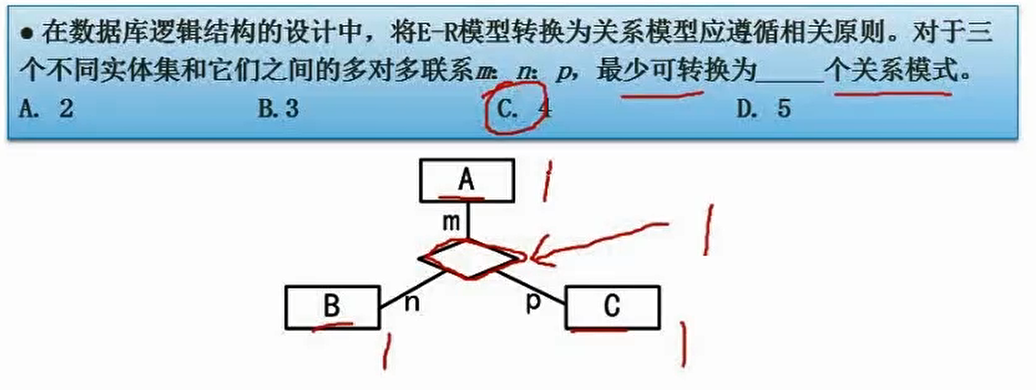 ● 在数据库逻辑结构的设计中，将E-R模型转换为关系模型应遵循相关原则。对于三
个不同实体集和它们之间的多对多联系m：n：p，最少可转换为_____个关系模式。
A. 2 B.3 C. 4 D. 5
A 1
m 1
B n p C
1 1